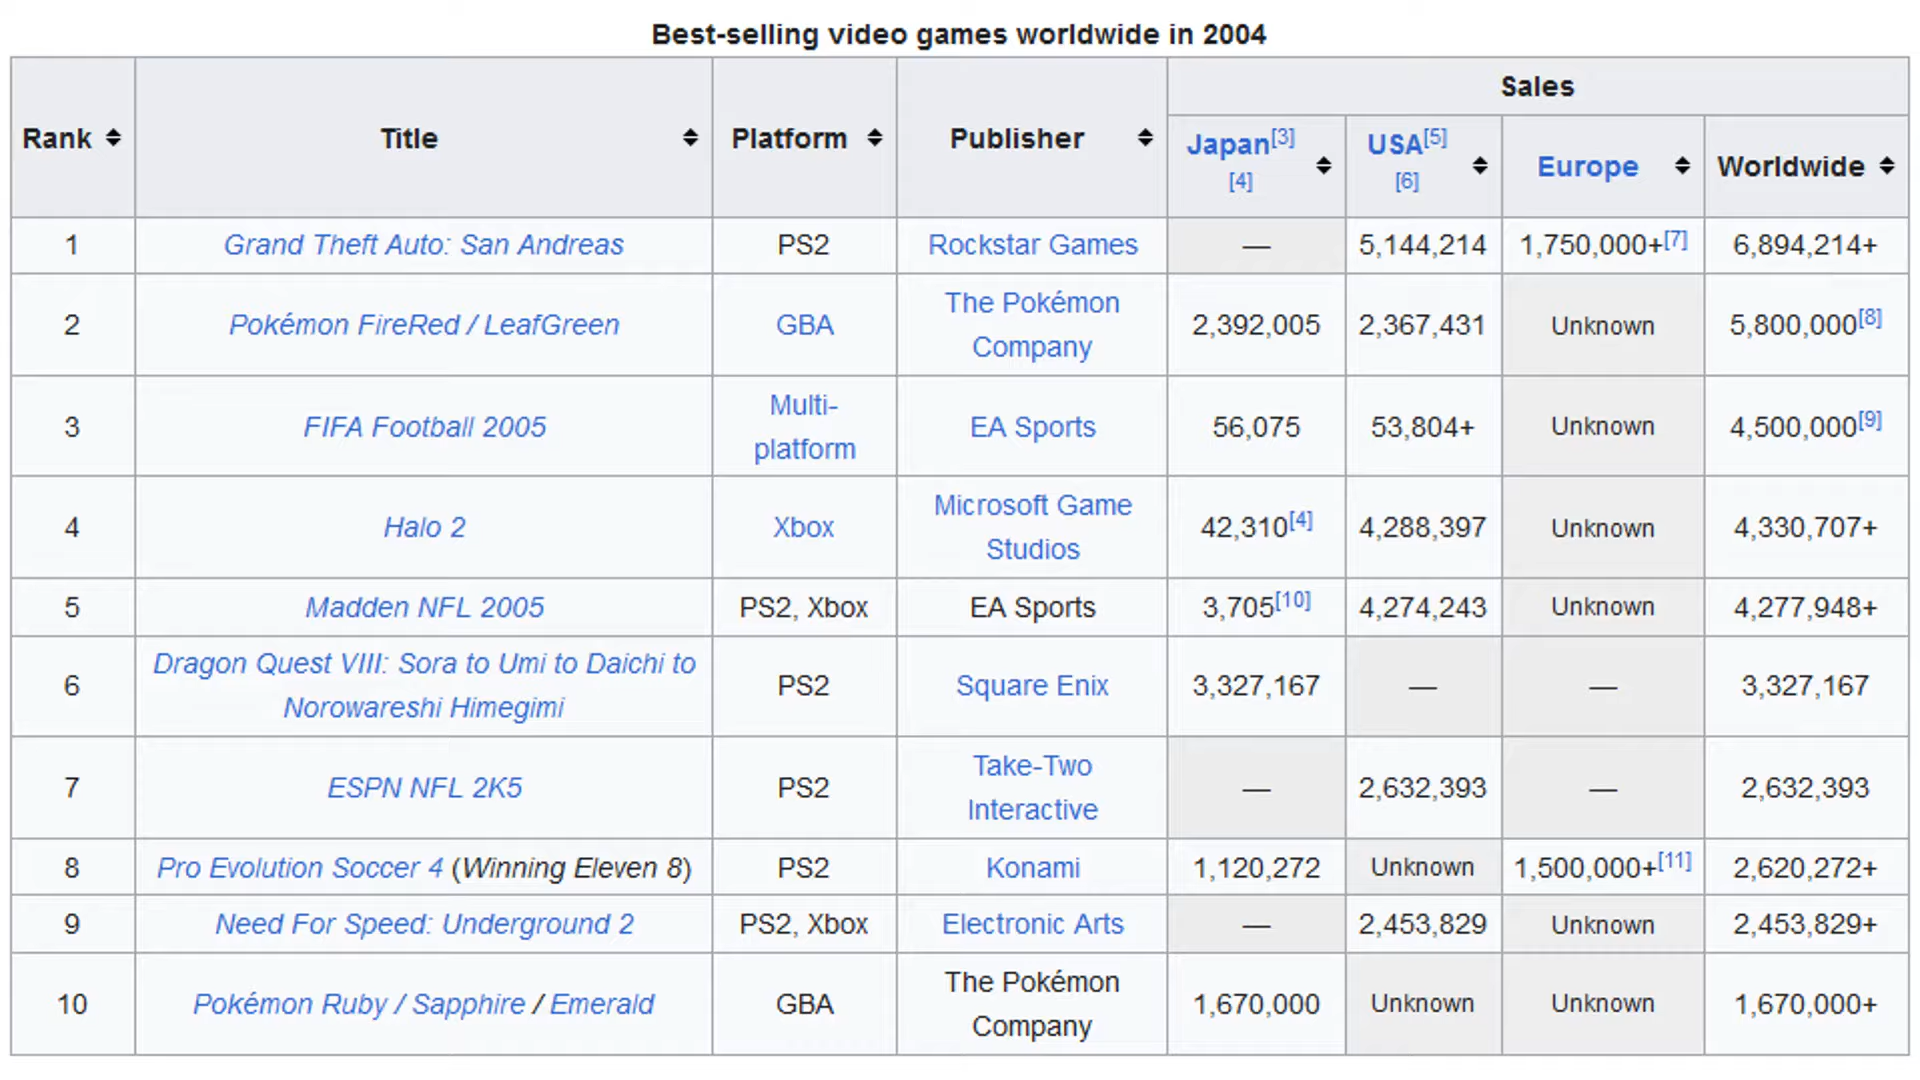 Best-selling video games worldwide in 2004
Rank Title Platform Publisher Sales
Japan[3][4] USA[5][6] Europe Worldwide
1 Grand Theft Auto: San Andreas PS2 Rockstar Games — 5,144,214 1,750,000+[7] 6,894,214+
2 Pokémon FireRed / LeafGreen GBA The Pokémon Company 2,392,005 2,367,431 Unknown 5,800,000[8]
3 FIFA Football 2005 Multi-platform EA Sports 56,075 53,804+ Unknown 4,500,000[9]
4 Halo 2 Xbox Microsoft Game Studios 42,310[4] 4,288,397 Unknown 4,330,707+
5 Madden NFL 2005 PS2, Xbox EA Sports 3,705[10] 4,274,243 Unknown 4,277,948+
6 Dragon Quest VIII: Sora to Umi to Daichi to Norowareshi Himegimi PS2 Square Enix 3,327,167 — — 3,327,167
7 ESPN NFL 2K5 PS2 Take-Two Interactive — 2,632,393 — 2,632,393
8 Pro Evolution Soccer 4 (Winning Eleven 8) PS2 Konami 1,120,272 Unknown 1,500,000+[11] 2,620,272+
9 Need For Speed: Underground 2 PS2, Xbox Electronic Arts — 2,453,829 Unknown 2,453,829+
10 Pokémon Ruby / Sapphire / Emerald GBA The Pokémon Company 1,670,000 Unknown Unknown 1,670,000+